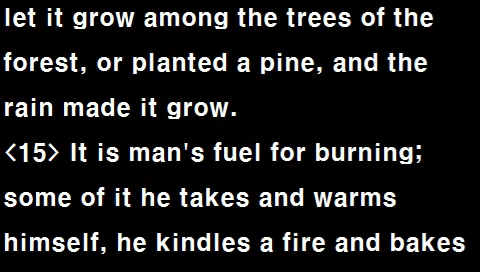 let it grow among the trees of the
forest, or planted a pine, and the
rain made it grow.
<15> It is man's fuel for burning;
some of it he takes and warms
himself, he kindles a fire and bakes